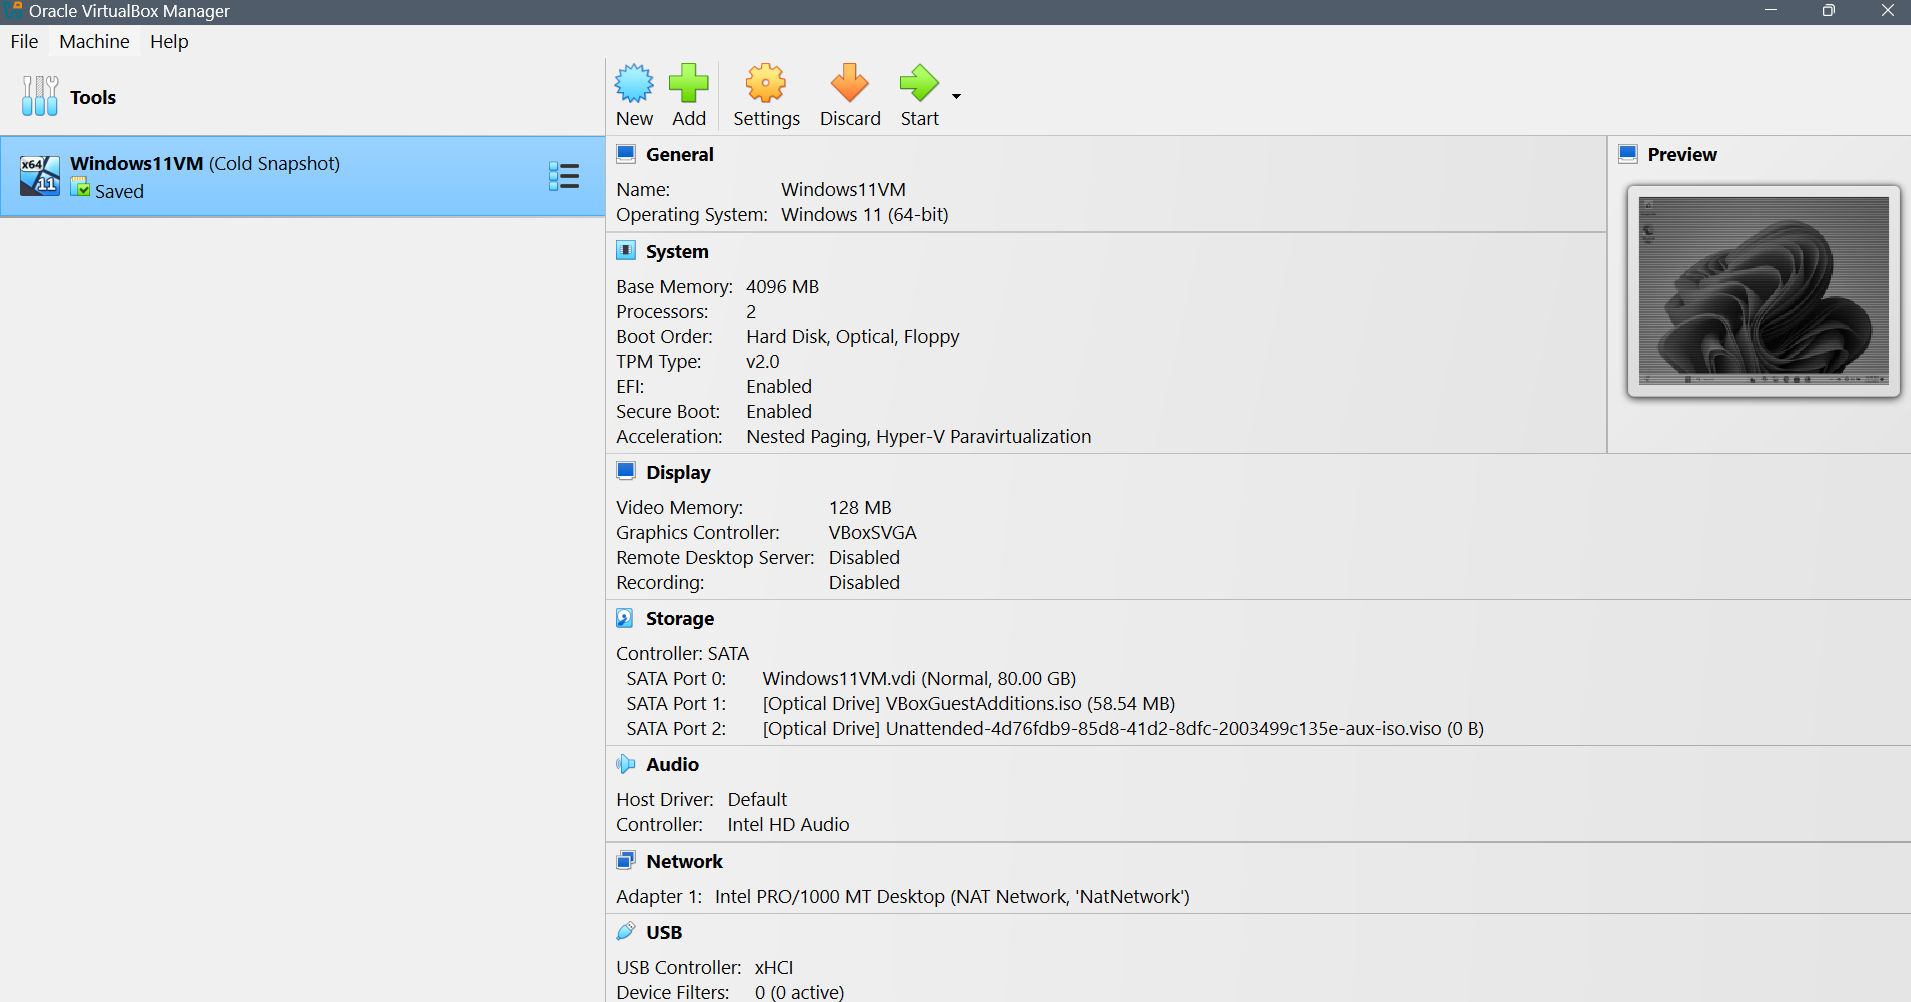 Oracle VirtualBox Manager
File Machine Help
Tools
New Add Settings Discard Start
x64
11
Windows11VM (Cold Snapshot)
Saved
General
Name: Windows11VM
Operating System: Windows 11 (64-bit)
Preview
System
Base Memory: 4096 MB
Processors: 2
Boot Order: Hard Disk, Optical, Floppy
TPM Type: v2.0
EFI: Enabled
Secure Boot: Enabled
Acceleration: Nested Paging, Hyper-V Paravirtualization
Display
Video Memory: 128 MB
Graphics Controller: VBoxSVGA
Remote Desktop Server: Disabled
Recording: Disabled
Storage
Controller: SATA
SATA Port 0: Windows11VM.vdi (Normal, 80.00 GB)
SATA Port 1: [Optical Drive] VBoxGuestAdditions.iso (58.54 MB)
SATA Port 2: [Optical Drive] Unattended-4d76fdb9-85d8-41d2-8dfc-2003499c135e-aux-iso.viso (0 B)
Audio
Host Driver: Default
Controller: Intel HD Audio
Network
Adapter 1: Intel PRO/1000 MT Desktop (NAT Network, 'NatNetwork')
USB
USB Controller: xHCI
Device Filters: 0 (0 active)